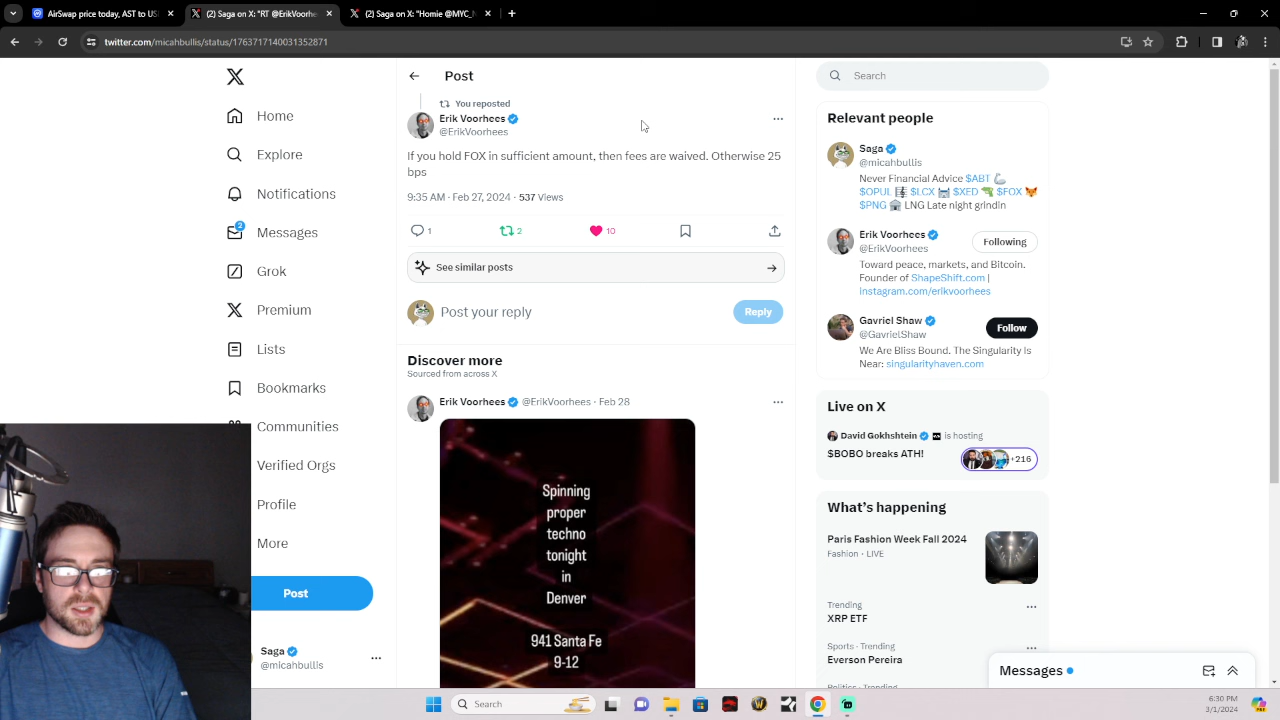 AirSwap price today, AST to US
(2) Saga on X: "RT @ErikVoorhe
(2) Saga on X: "Homie @MYC_
twitter.com/micahbullis/status/1763717140031352871
Home
Explore
Notifications
2
Messages
Grok
Premium
Lists
Bookmarks
Communities
Verified Orgs
Profile
More
Post
Saga
@micahbullis
Post
You reposted
Erik Voorhees
@ErikVoorhees
If you hold FOX in sufficient amount, then fees are waived. Otherwise 25
bps
9:35 AM · Feb 27, 2024 · 537 Views
1 2 10
See similar posts
Post your reply
Reply
Discover more
Sourced from across X
Erik Voorhees @ErikVoorhees · Feb 28
Spinning
proper
techno
tonight
in
Denver
941 Santa Fe
9-12
Search
Relevant people
Saga
@micahbullis
Never Financial Advice $ABT
$OPUL $LCX $XED $FOX
$PNG LNG Late night grindin
Erik Voorhees
@ErikVoorhees
Following
Toward peace, markets, and Bitcoin.
Founder of ShapeShift.com |
instagram.com/erikvoorhees
Gavriel Shaw
@GavrielShaw
Follow
We Are Bliss Bound. The Singularity Is
Near: singularityhaven.com
Live on X
David Gokhshtein is hosting
$BOBO breaks ATH!
+216
What's happening
Paris Fashion Week Fall 2024
Fashion · LIVE
Trending
XRP ETF
Sports · Trending
Everson Pereira
Politics · Trending
Messages
Search
6:30 PM
3/1/2024